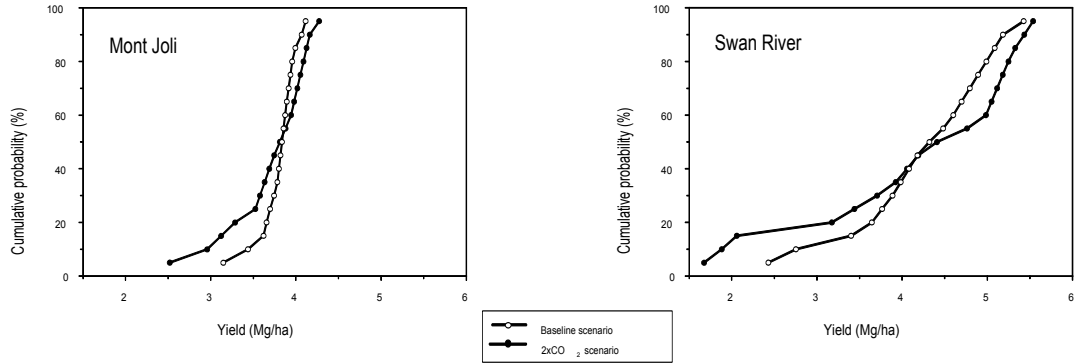 Mont Joli
Cumulative probability (%)
100
80
60
40
20
0
2 3 4 5 6
Yield (Mg/ha)
Swan River
Cumulative probability (%)
100
80
60
40
20
0
2 3 4 5 6
Yield (Mg/ha)
Baseline scenario
2xCO 2 scenario